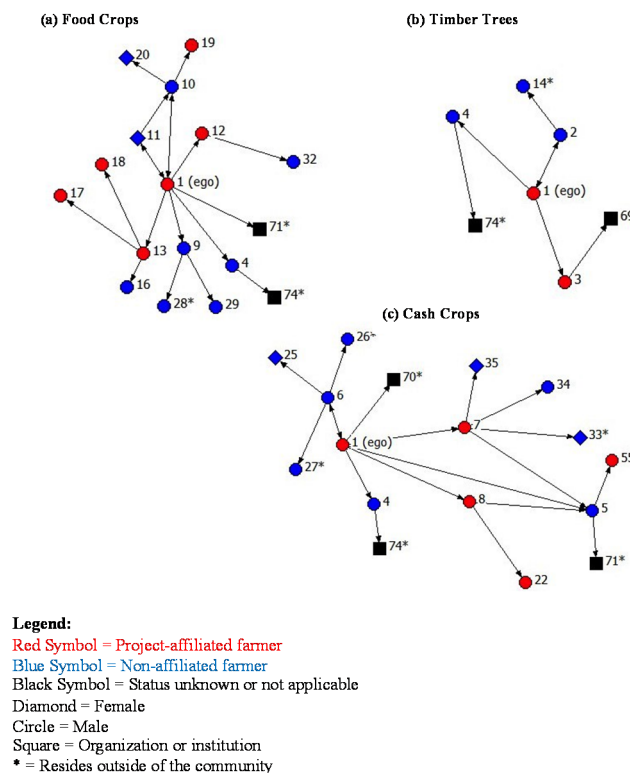 (a) Food Crops
19
20
10
11
12
32
18
1 (ego)
17
71*
13
9
4
16
28*
29
74*
(b) Timber Trees
14*
4
2
1 (ego)
74*
69
3
(c) Cash Crops
26*
25
35
70*
34
6
7
33*
1 (ego)
55
27*
4
8
5
74*
71*
22
Legend:
Red Symbol = Project-affiliated farmer
Blue Symbol = Non-affiliated farmer
Black Symbol = Status unknown or not applicable
Diamond = Female
Circle = Male
Square = Organization or institution
* = Resides outside of the community